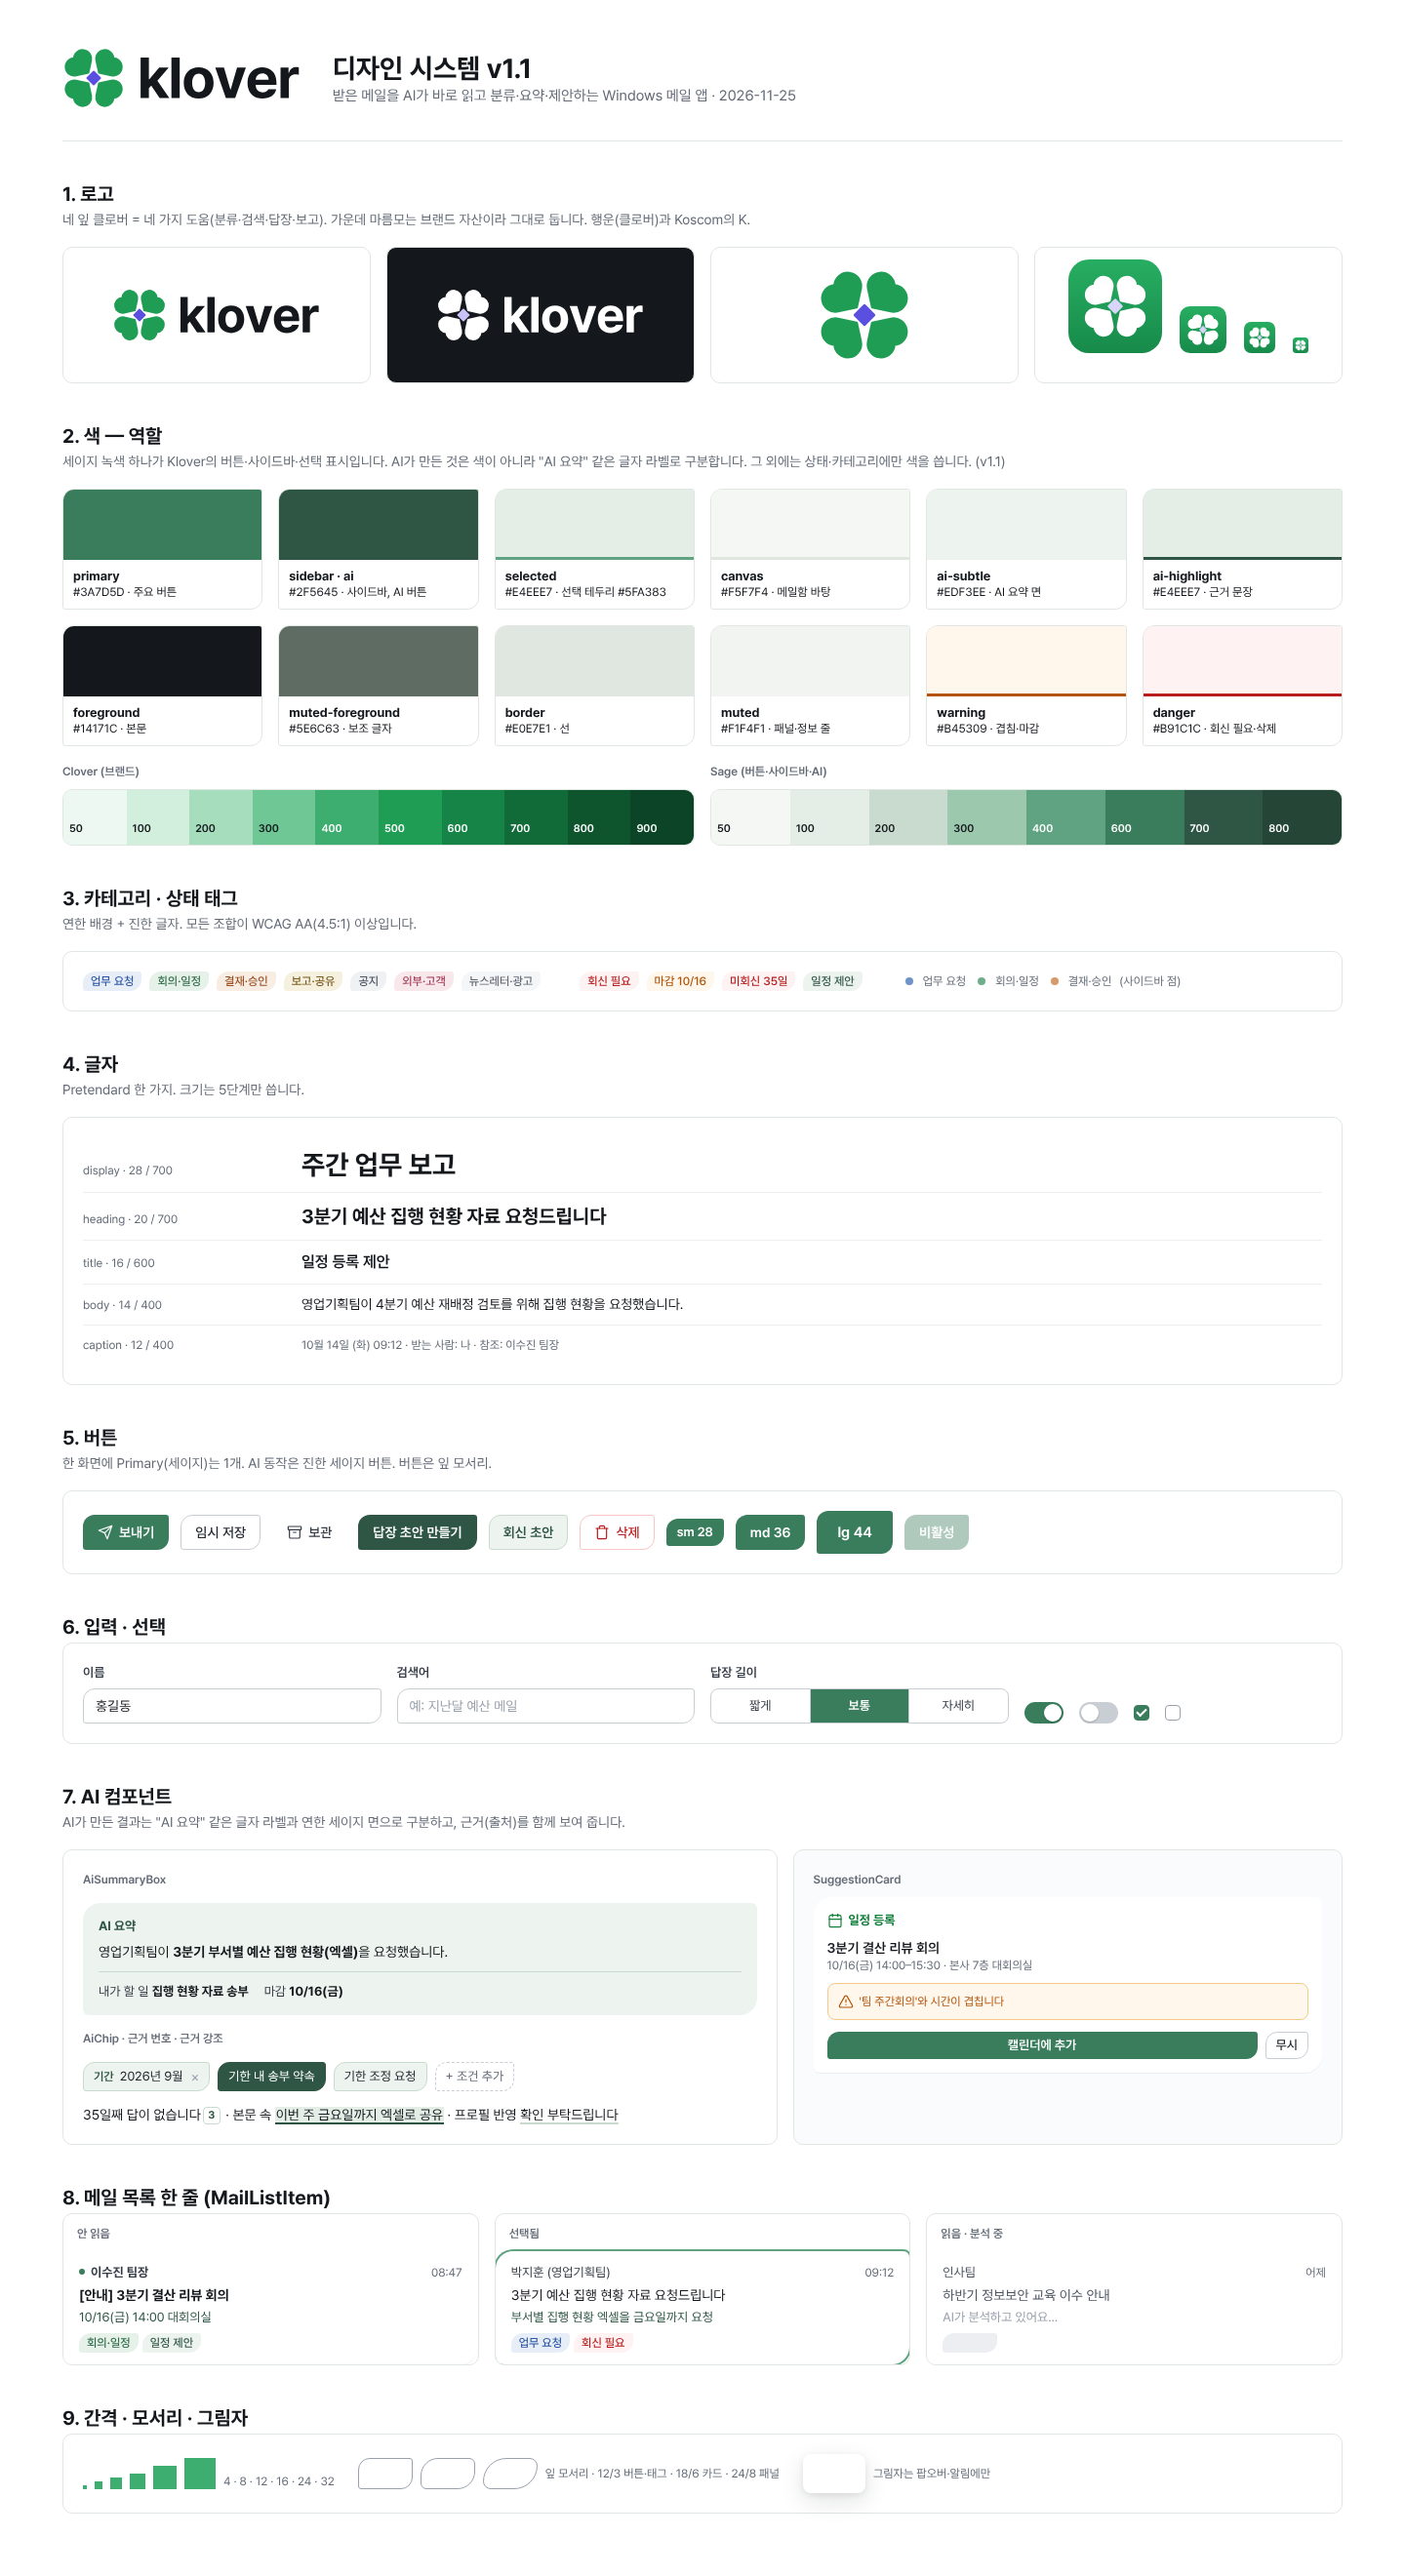 klover
디자인 시스템 v1.1
받은 메일을 AI가 바로 읽고 분류·요약·제안하는 Windows 메일 앱 · 2026-11-25
1. 로고
네 잎 클로버 = 네 가지 도움(분류·검색·답장·보고). 가운데 마름모는 브랜드 자산이라 그대로 둡니다. 행운(클로버)과 Koscom의 K.
klover
klover
2. 색 — 역할
세이지 녹색 하나가 Klover의 버튼·사이드바·선택 표시입니다. AI가 만든 것은 색이 아니라 "AI 요약" 같은 글자 라벨로 구분합니다. 그 외에는 상태·카테고리에만 색을 씁니다. (v1.1)
primary
#3A7D5D · 주요 버튼
sidebar · ai
#2F5645 · 사이드바, AI 버튼
selected
#E4EEE7 · 선택 테두리 #5FA383
canvas
#F5F7F4 · 메일함 바탕
ai-subtle
#EDF3EE · AI 요약 면
ai-highlight
#E4EEE7 · 근거 문장
foreground
#14171C · 본문
muted-foreground
#5E6C63 · 보조 글자
border
#E0E7E1 · 선
muted
#F1F4F1 · 패널·정보 줄
warning
#B45309 · 겹침·마감
danger
#B91C1C · 회신 필요·삭제
Clover (브랜드)
50 100 200 300 400 500 600 700 800 900
Sage (버튼·사이드바·AI)
50 100 200 300 400 600 700 800
3. 카테고리 · 상태 태그
연한 배경 + 진한 글자. 모든 조합이 WCAG AA(4.5:1) 이상입니다.
업무 요청 회의·일정 결재·승인 보고·공유 공지 외부·고객 뉴스레터·광고 회신 필요 마감 10/16 미회신 35일 일정 제안 업무 요청 회의·일정 결재·승인 (사이드바 점)
4. 글자
Pretendard 한 가지. 크기는 5단계만 씁니다.
display · 28 / 700 주간 업무 보고
heading · 20 / 700 3분기 예산 집행 현황 자료 요청드립니다
title · 16 / 600 일정 등록 제안
body · 14 / 400 영업기획팀이 4분기 예산 재배정 검토를 위해 집행 현황을 요청했습니다.
caption · 12 / 400 10월 14일 (화) 09:12 · 받는 사람: 나 · 참조: 이수진 팀장
5. 버튼
한 화면에 Primary(세이지)는 1개. AI 동작은 진한 세이지 버튼. 버튼은 잎 모서리.
보내기 임시 저장 보관 답장 초안 만들기 회신 초안 삭제 sm 28 md 36 lg 44 비활성
6. 입력 · 선택
이름 검색어 답장 길이
홍길동 예: 지난달 예산 메일 짧게 보통 자세히
7. AI 컴포넌트
AI가 만든 결과는 "AI 요약" 같은 글자 라벨과 연한 세이지 면으로 구분하고, 근거(출처)를 함께 보여 줍니다.
AiSummaryBox
AI 요약
영업기획팀이 3분기 부서별 예산 집행 현황(엑셀)을 요청했습니다.
내가 할 일 집행 현황 자료 송부 마감 10/16(금)
AiChip · 근거 번호 · 근거 강조
기간 2026년 9월 × 기한 내 송부 약속 기한 조정 요청 + 조건 추가
35일째 답이 없습니다 3 · 본문 속 이번 주 금요일까지 엑셀로 공유 · 프로필 반영 확인 부탁드립니다
SuggestionCard
일정 등록
3분기 결산 리뷰 회의
10/16(금) 14:00–15:30 · 본사 7층 대회의실
'팀 주간회의'와 시간이 겹칩니다
캘린더에 추가 무시
8. 메일 목록 한 줄 (MailListItem)
안 읽음
이수진 팀장 08:47
[안내] 3분기 결산 리뷰 회의
10/16(금) 14:00 대회의실
회의·일정 일정 제안
선택됨
박지훈 (영업기획팀) 09:12
3분기 예산 집행 현황 자료 요청드립니다
부서별 집행 현황 엑셀을 금요일까지 요청
업무 요청 회신 필요
읽음 · 분석 중
인사팀 어제
하반기 정보보안 교육 이수 안내
AI가 분석하고 있어요…
9. 간격 · 모서리 · 그림자
4 · 8 · 12 · 16 · 24 · 32 잎 모서리 · 12/3 버튼·태그 · 18/6 카드 · 24/8 패널 그림자는 팝오버·알림에만